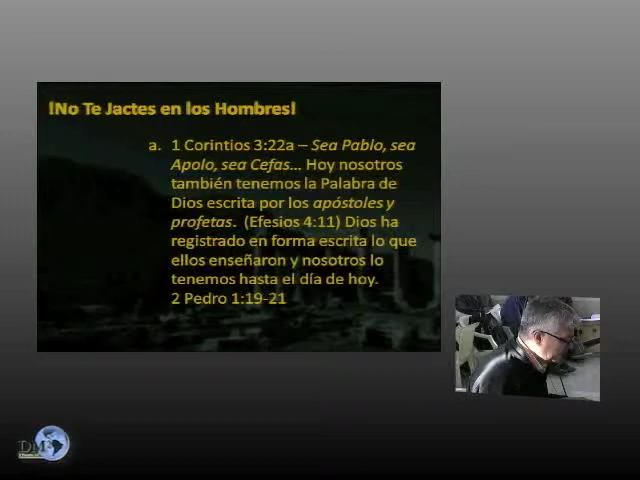 ¡No Te Jactes en los Hombres!
a. 1 Corintios 3:22a – Sea Pablo, sea
Apolo, sea Cefas... Hoy nosotros
también tenemos la Palabra de
Dios escrita por los apóstoles y
profetas. (Efesios 4:11) Dios ha
registrado en forma escrita lo que
ellos enseñaron y nosotros lo
tenemos hasta el día de hoy.
2 Pedro 1:19-21